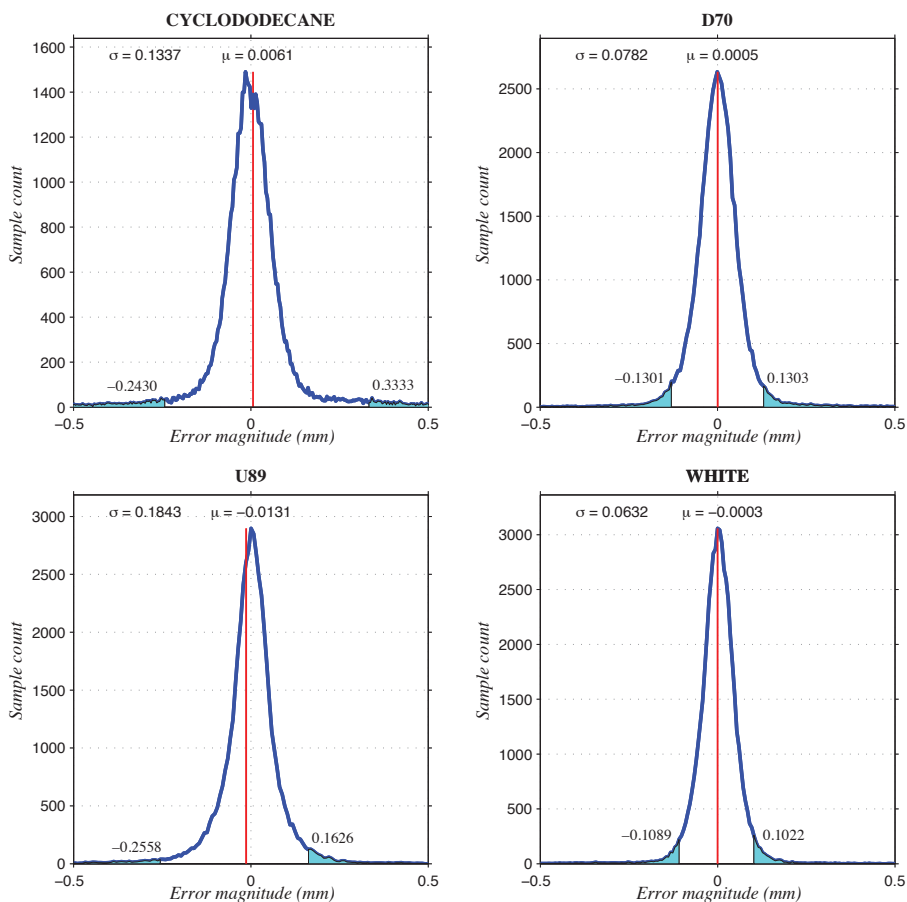 CYCLODODECANE
σ = 0.1337 μ = 0.0061
1600
1400
1200
1000
800
600
400
200
0
Sample count
−0.2430
0.3333
−0.5 0 0.5
Error magnitude (mm)
D70
σ = 0.0782 μ = 0.0005
2500
2000
1500
1000
500
0
Sample count
−0.1301
0.1303
−0.5 0 0.5
Error magnitude (mm)
U89
σ = 0.1843 μ = −0.0131
3000
2500
2000
1500
1000
500
0
Sample count
−0.2558
0.1626
−0.5 0 0.5
Error magnitude (mm)
WHITE
σ = 0.0632 μ = −0.0003
3000
2500
2000
1500
1000
500
0
Sample count
−0.1089
0.1022
−0.5 0 0.5
Error magnitude (mm)